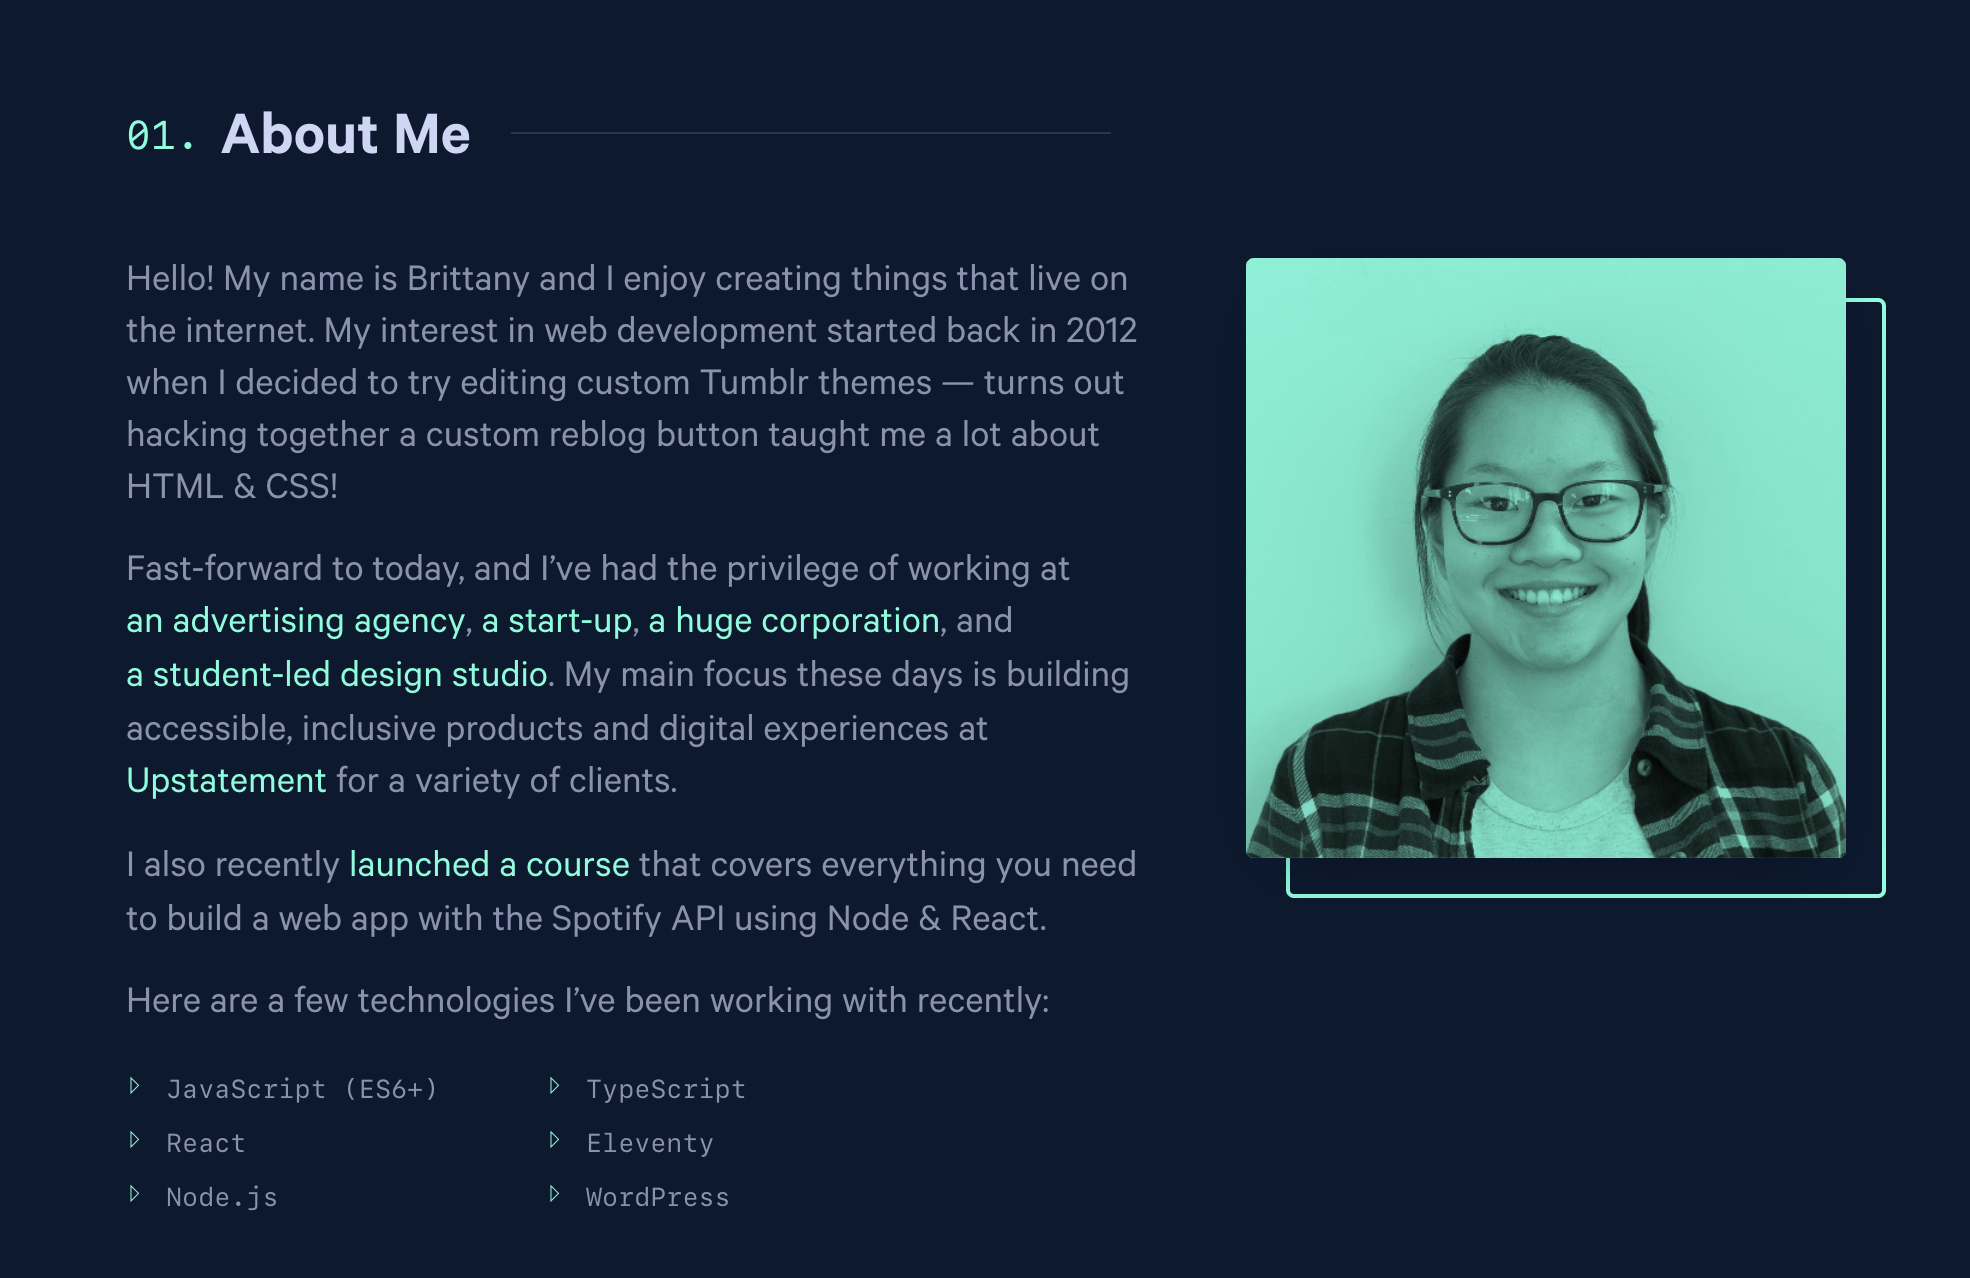 01. About Me
Hello! My name is Brittany and I enjoy creating things that live on
the internet. My interest in web development started back in 2012
when I decided to try editing custom Tumblr themes — turns out
hacking together a custom reblog button taught me a lot about
HTML & CSS!
Fast-forward to today, and I’ve had the privilege of working at
an advertising agency, a start-up, a huge corporation, and
a student-led design studio. My main focus these days is building
accessible, inclusive products and digital experiences at
Upstatement for a variety of clients.
I also recently launched a course that covers everything you need
to build a web app with the Spotify API using Node & React.
Here are a few technologies I’ve been working with recently:
JavaScript (ES6+)
React
Node.js
TypeScript
Eleventy
WordPress